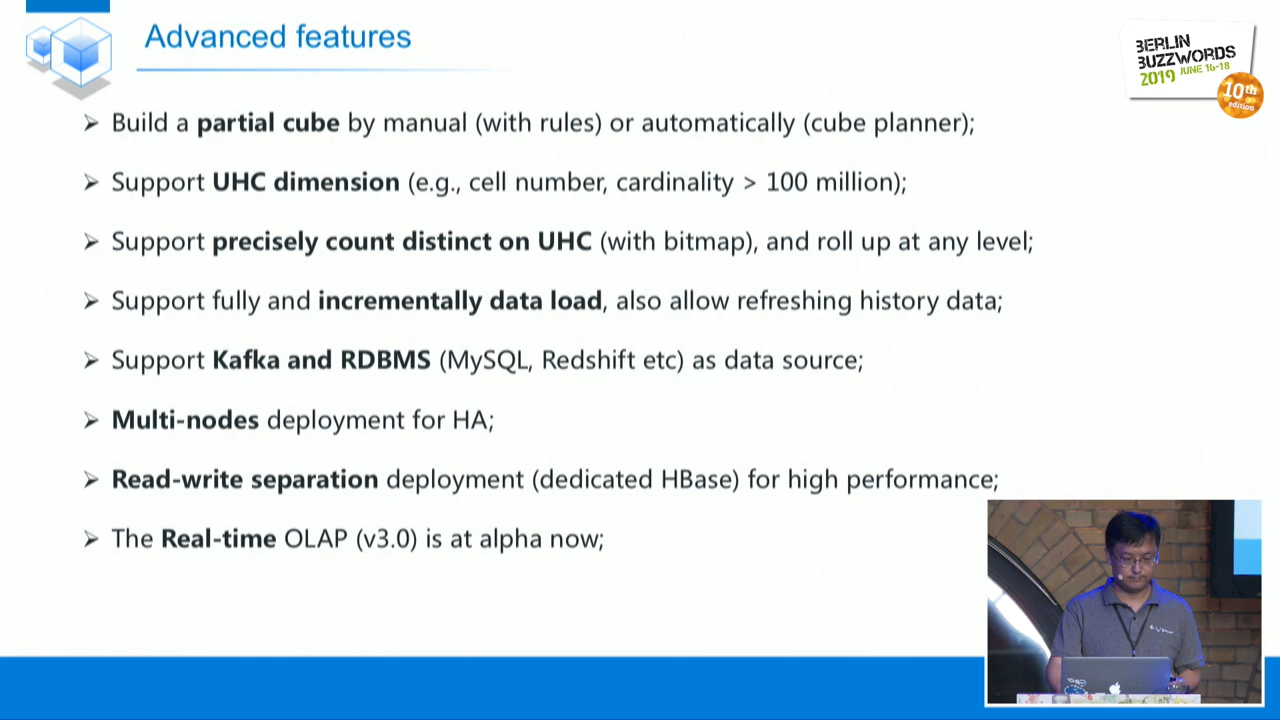 Advanced features
BERLIN
BUZZWORDS
2019 JUNE 16-18
10th
edition
➢ Build a partial cube by manual (with rules) or automatically (cube planner);
➢ Support UHC dimension (e.g., cell number, cardinality > 100 million);
➢ Support precisely count distinct on UHC (with bitmap), and roll up at any level;
➢ Support fully and incrementally data load, also allow refreshing history data;
➢ Support Kafka and RDBMS (MySQL, Redshift etc) as data source;
➢ Multi-nodes deployment for HA;
➢ Read-write separation deployment (dedicated HBase) for high performance;
➢ The Real-time OLAP (v3.0) is at alpha now;